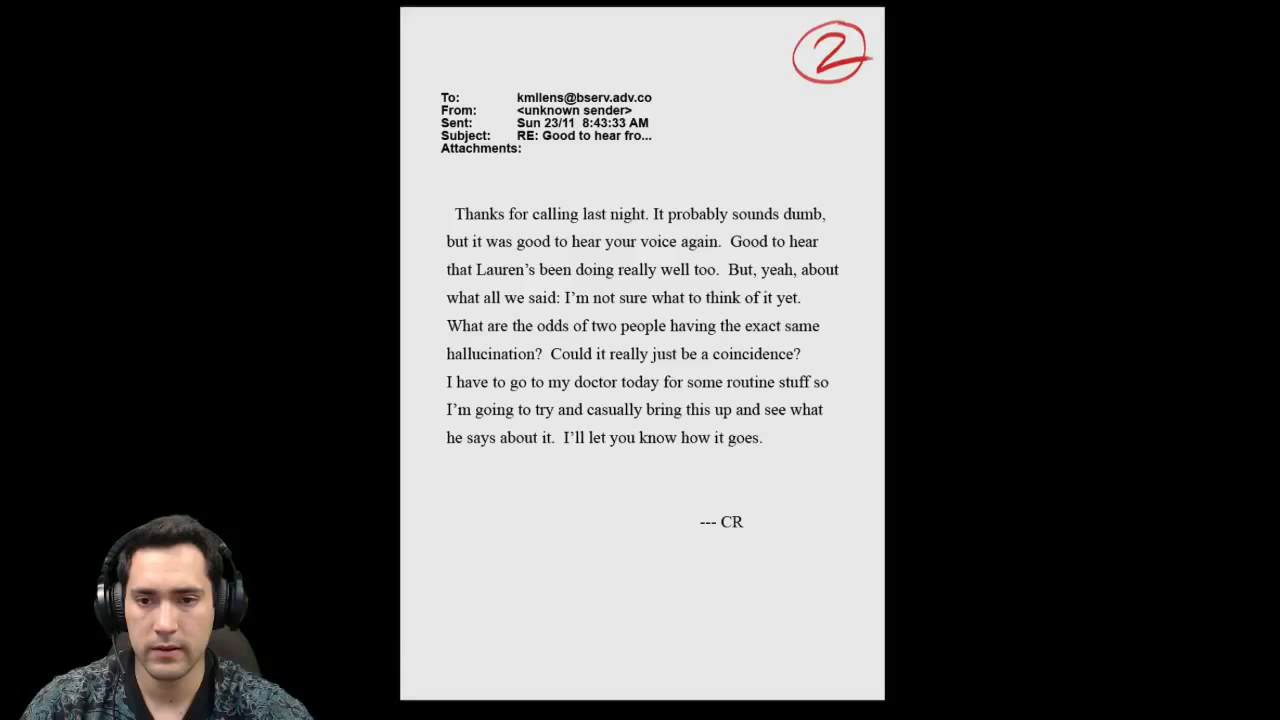 2
To: kmllens@bserv.adv.co
From: <unknown sender>
Sent: Sun 23/11 8:43:33 AM
Subject: RE: Good to hear fro...
Attachments:
Thanks for calling last night. It probably sounds dumb,
but it was good to hear your voice again. Good to hear
that Lauren’s been doing really well too. But, yeah, about
what all we said: I’m not sure what to think of it yet.
What are the odds of two people having the exact same
hallucination? Could it really just be a coincidence?
I have to go to my doctor today for some routine stuff so
I’m going to try and casually bring this up and see what
he says about it. I’ll let you know how it goes.
--- CR